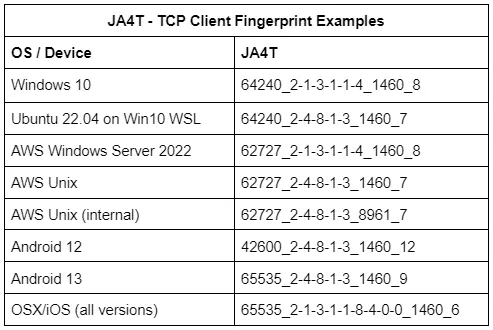 JA4T - TCP Client Fingerprint Examples
OS / Device JA4T
Windows 10 64240_2-1-3-1-1-4_1460_8
Ubuntu 22.04 on Win10 WSL 64240_2-4-8-1-3_1460_7
AWS Windows Server 2022 62727_2-1-3-1-1-4_1460_8
AWS Unix 62727_2-4-8-1-3_1460_7
AWS Unix (internal) 62727_2-4-8-1-3_8961_7
Android 12 42600_2-4-8-1-3_1460_12
Android 13 65535_2-4-8-1-3_1460_9
OSX/iOS (all versions) 65535_2-1-3-1-1-8-4-0-0_1460_6